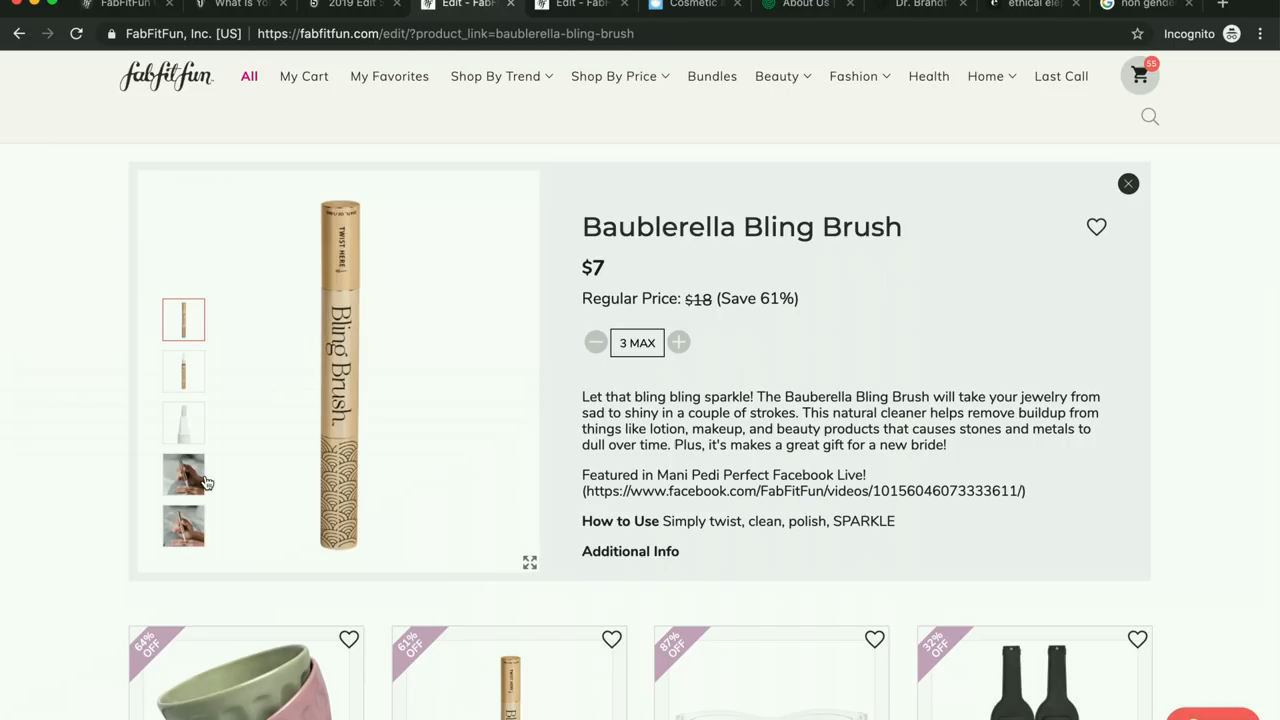 FabFitFun
What is Yo
2019 Edit S
Edit - FabF
Edit - FabF
Cosmetic a
About Us
Dr. Brandt
ethical ele
non gende
FabFitFun, Inc. [US]
https://fabfitfun.com/edit/?product_link=baublerella-bling-brush
Incognito
fabfitfun
All
My Cart
My Favorites
Shop By Trend
Shop By Price
Bundles
Beauty
Fashion
Health
Home
Last Call
55
TWIST HERE
Bling Brush.
Baublerella Bling Brush
$7
Regular Price: $18 (Save 61%)
3 MAX
Let that bling bling sparkle! The Bauberella Bling Brush will take your jewelry from
sad to shiny in a couple of strokes. This natural cleaner helps remove buildup from
things like lotion, makeup, and beauty products that causes stones and metals to
dull over time. Plus, it's makes a great gift for a new bride!
Featured in Mani Pedi Perfect Facebook Live!
(https://www.facebook.com/FabFitFun/videos/10156046073333611/)
How to Use Simply twist, clean, polish, SPARKLE
Additional Info
64%
OFF
61%
OFF
87%
OFF
32%
OFF
TWIST HERE